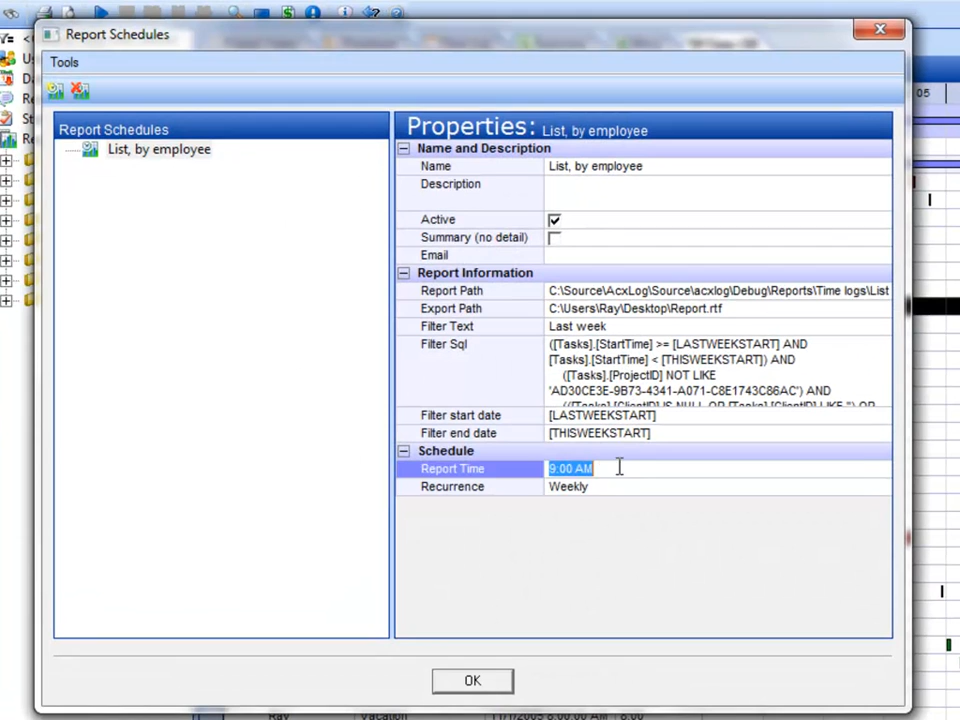 Report Schedules
Tools
Report Schedules
List, by employee
Properties: List, by employee
Name and Description
Name List, by employee
Description
Active
Summary (no detail)
Email
Report Information
Report Path C:\Source\AcxLog\Source\acxlog\Debug\Reports\Time logs\List
Export Path C:\Users\Ray\Desktop\Report.rtf
Filter Text Last week
Filter Sql ([Tasks].[StartTime] >= [LASTWEEKSTART] AND
[Tasks].[StartTime] < [THISWEEKSTART]) AND
([Tasks].[ProjectID] NOT LIKE
'AD30CE3E-9B73-4341-A071-C8E1743C86AC') AND
Filter start date [LASTWEEKSTART]
Filter end date [THISWEEKSTART]
Schedule
Report Time 9:00 AM
Recurrence Weekly
OK
05
Ray Vacation 8:00